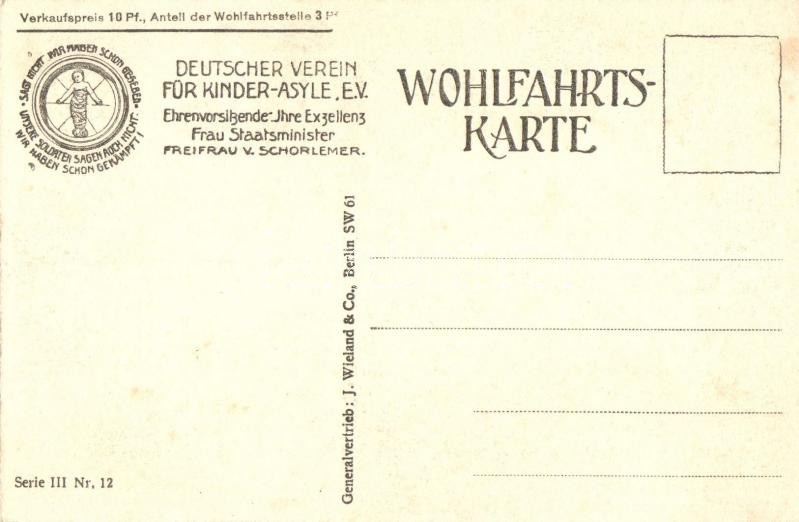 Verkaufspreis 10 Pf., Anteil der Wohlfahrtsstelle 3 Pf
SAGT NICHT WIR HABEN SCHON GEGEBEN
UNSERE SOLDATEN SAGEN AUCH NICHT:
WIR HABEN SCHON GEKÄMPFT!
DEUTSCHER VEREIN
FÜR KINDER-ASYLE, E.V.
Ehrenvorsitzende-Ihre Exzellenz
Frau Staatsminister
FREIFRAU V. SCHORLEMER.
WOHLFAHRTS-
KARTE
Generalvertrieb: J. Wieland & Co., Berlin SW 61
Serie III Nr. 12